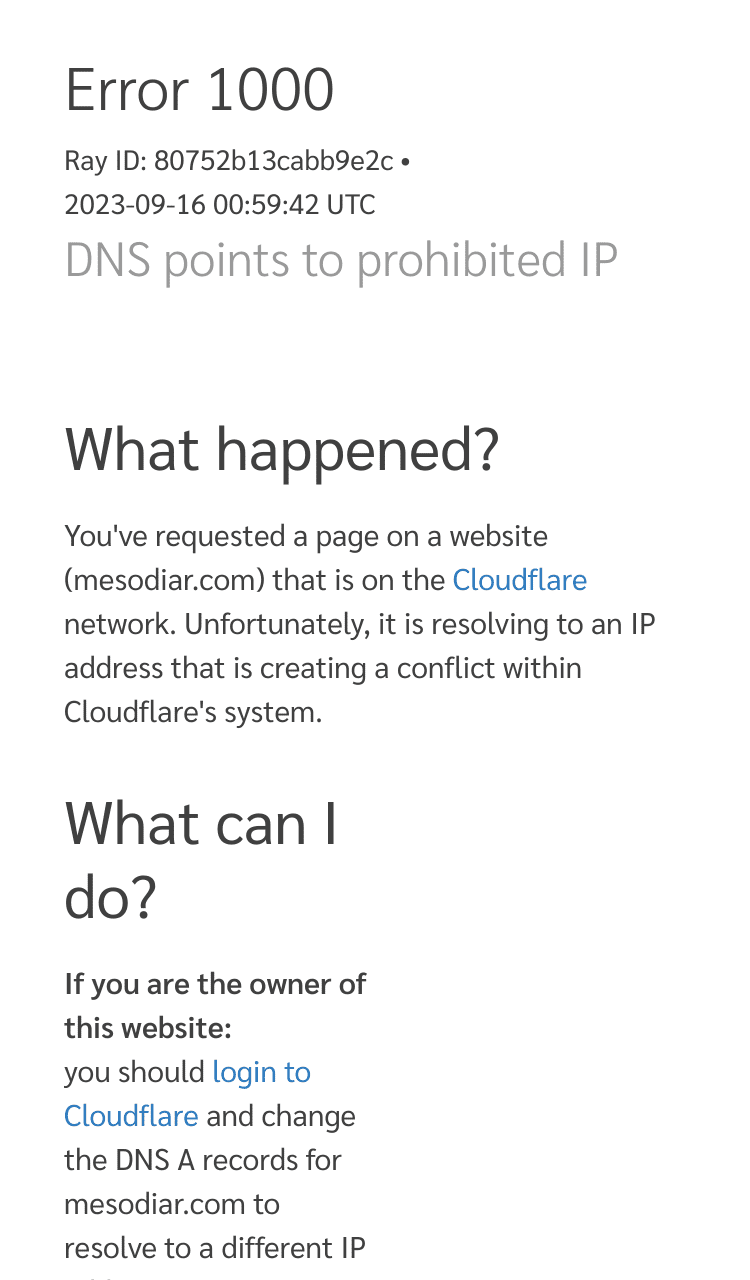 Error 1000
Ray ID: 80752b13cabb9e2c •
2023-09-16 00:59:42 UTC
DNS points to prohibited IP
What happened?
You've requested a page on a website
(mesodiar.com) that is on the Cloudflare
network. Unfortunately, it is resolving to an IP
address that is creating a conflict within
Cloudflare's system.
What can I
do?
If you are the owner of
this website:
you should login to
Cloudflare and change
the DNS A records for
mesodiar.com to
resolve to a different IP